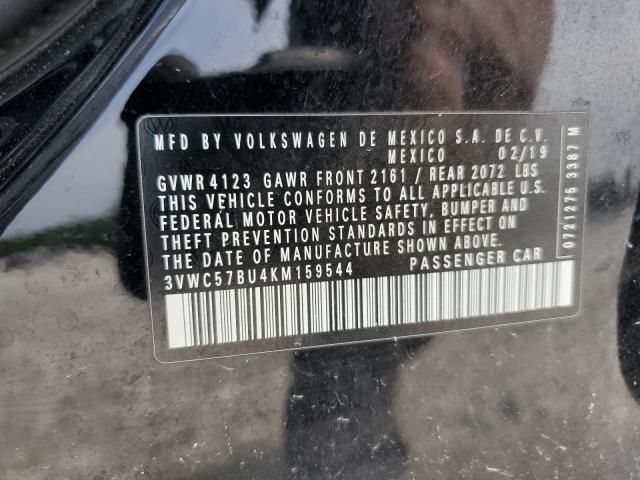 MFD BY VOLKSWAGEN DE MEXICO S.A. DE C.V.
MEXICO 02/19
GVWR 4123 GAWR FRONT 2161 / REAR 2072 LBS
THIS VEHICLE CONFORMS TO ALL APPLICABLE U.S.
FEDERAL MOTOR VEHICLE SAFETY, BUMPER AND
THEFT PREVENTION STANDARDS IN EFFECT ON
THE DATE OF MANUFACTURE SHOWN ABOVE.
3VWC57BU4KM159544 PASSENGER CAR
0721275 3387 M